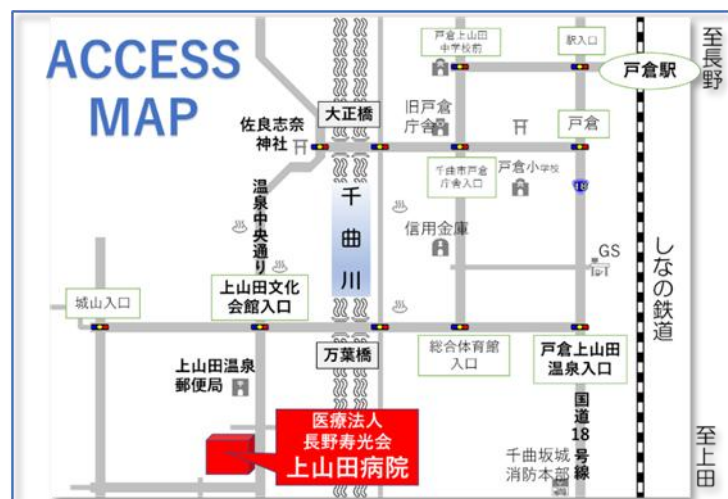 ACCESS
MAP
戸倉上山田
中学校前
駅入口
至長野
戸倉駅
大正橋
旧戸倉
庁舎
戸倉
佐良志奈
神社
千曲市戸倉
庁舎入口
戸倉小学校
18
温泉中央通り
千曲川
信用金庫
GS
しなの鉄道
城山入口
上山田文化
会館入口
万葉橋
総合体育館
入口
戸倉上山田
温泉入口
上山田温泉
郵便局
国道18号線
医療法人
長野寿光会
上山田病院
千曲坂城
消防本部
至上田